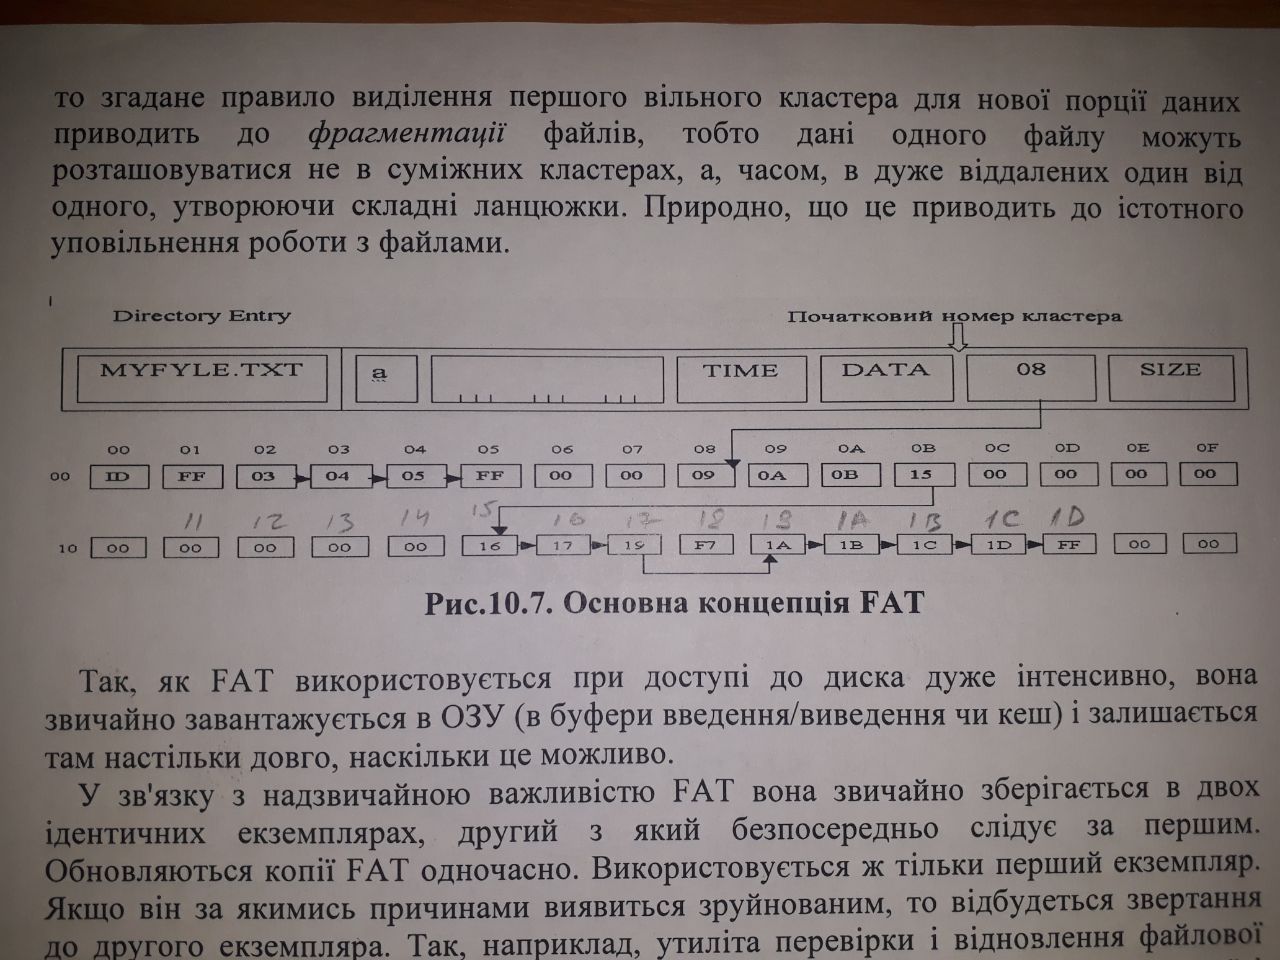 то згадане правило виділення першого вільного кластера для нової порції даних
приводить до фрагментації файлів, тобто дані одного файлу можуть
розташовуватися не в суміжних кластерах, а, часом, в дуже віддалених один від
одного, утворюючи складні ланцюжки. Природно, що це приводить до істотного
уповільнення роботи з файлами.
Directory Entry Початковий номер кластера
MYFYLE.TXT a TIME DATA 08 SIZE
00 01 02 03 04 05 06 07 08 09 0A 0B 0C 0D 0E 0F
00 ID FF 03 04 05 FF 00 00 09 0A 0B 15 00 00 00 00
11 12 13 14 15 16 17 18 19 1A 1B 1C 1D
10 00 00 00 00 00 16 17 19 F7 1A 1B 1C 1D FF 00 00
Рис.10.7. Основна концепція FAT
Так, як FAT використовується при доступі до диска дуже інтенсивно, вона
звичайно завантажується в ОЗУ (в буфери введення/виведення чи кеш) і залишається
там настільки довго, наскільки це можливо.
У зв'язку з надзвичайною важливістю FAT вона звичайно зберігається в двох
ідентичних екземплярах, другий з який безпосередньо слідує за першим.
Обновляються копії FAT одночасно. Використовується ж тільки перший екземпляр.
Якщо він за якимись причинами виявиться зруйнованим, то відбудеться звертання
до другого екземпляра. Так, наприклад, утиліта перевірки і відновлення файлової